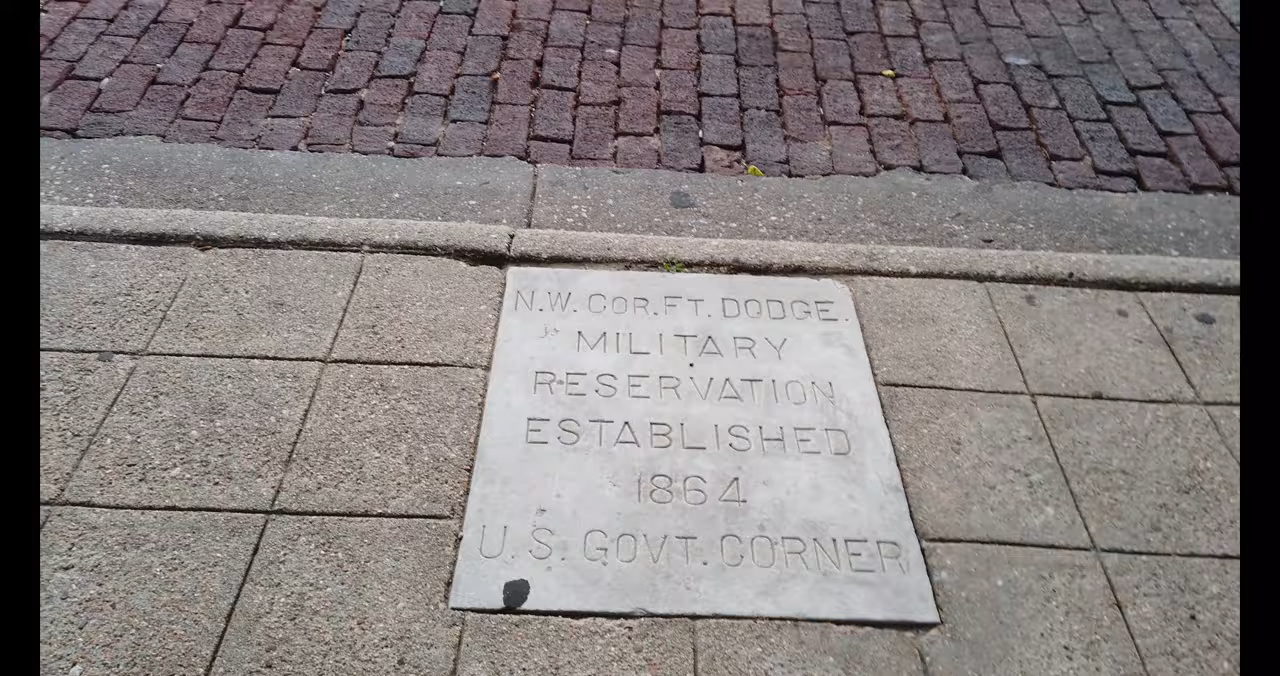 N.W. COR. FT. DODGE.
MILITARY
RESERVATION
ESTABLISHED
1864
U.S. GOVT. CORNER